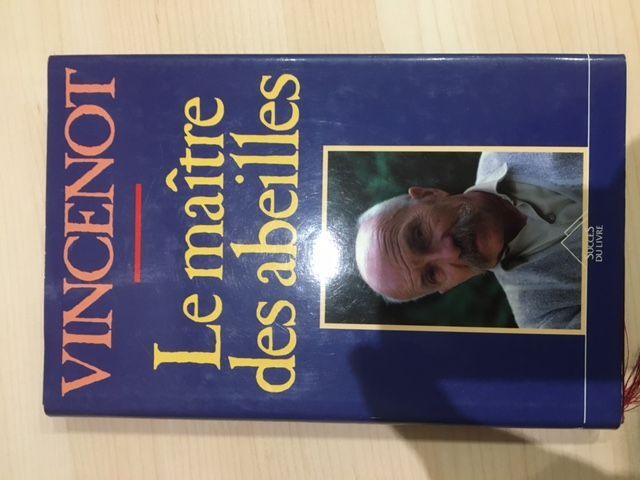 VINCENOT
Le maître
des abeilles
SUCCÈS
DU LIVRE